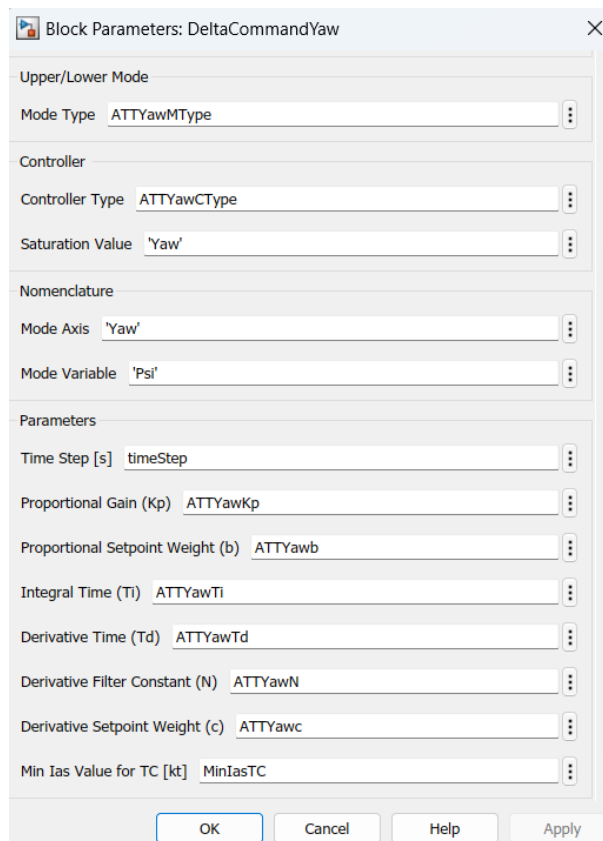 Block Parameters: DeltaCommandYaw
Upper/Lower Mode
Mode Type ATTYawMType
Controller
Controller Type ATTYawCType
Saturation Value 'Yaw'
Nomenclature
Mode Axis 'Yaw'
Mode Variable 'Psi'
Parameters
Time Step [s] timeStep
Proportional Gain (Kp) ATTYawKp
Proportional Setpoint Weight (b) ATTYawb
Integral Time (Ti) ATTYawTi
Derivative Time (Td) ATTYawTd
Derivative Filter Constant (N) ATTYawN
Derivative Setpoint Weight (c) ATTYawc
Min Ias Value for TC [kt] MinIasTC
OK Cancel Help Apply